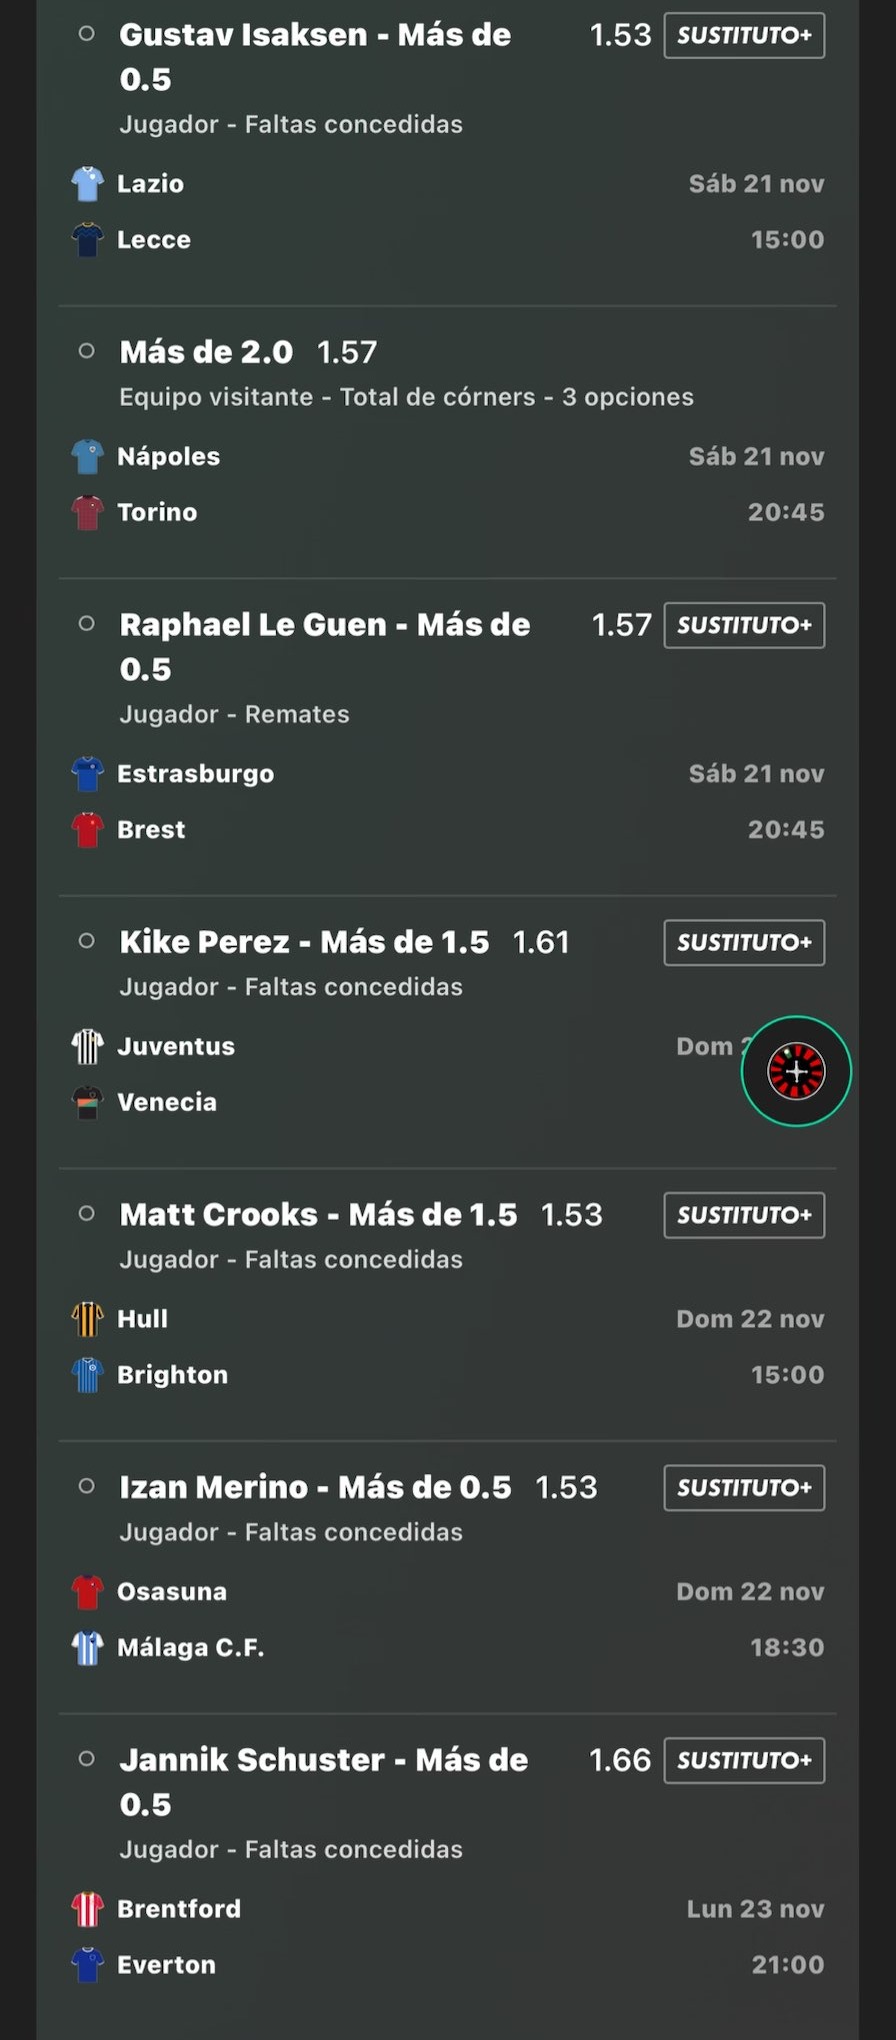 Gustav Isaksen - Más de 1.53 SUSTITUTO+
0.5
Jugador - Faltas concedidas
Lazio Sáb 21 nov
Lecce 15:00
Más de 2.0 1.57
Equipo visitante - Total de córners - 3 opciones
Nápoles Sáb 21 nov
Torino 20:45
Raphael Le Guen - Más de 1.57 SUSTITUTO+
0.5
Jugador - Remates
Estrasburgo Sáb 21 nov
Brest 20:45
Kike Perez - Más de 1.5 1.61 SUSTITUTO+
Jugador - Faltas concedidas
Juventus Dom
Venecia
Matt Crooks - Más de 1.5 1.53 SUSTITUTO+
Jugador - Faltas concedidas
Hull Dom 22 nov
Brighton 15:00
Izan Merino - Más de 0.5 1.53 SUSTITUTO+
Jugador - Faltas concedidas
Osasuna Dom 22 nov
Málaga C.F. 18:30
Jannik Schuster - Más de 1.66 SUSTITUTO+
0.5
Jugador - Faltas concedidas
Brentford Lun 23 nov
Everton 21:00